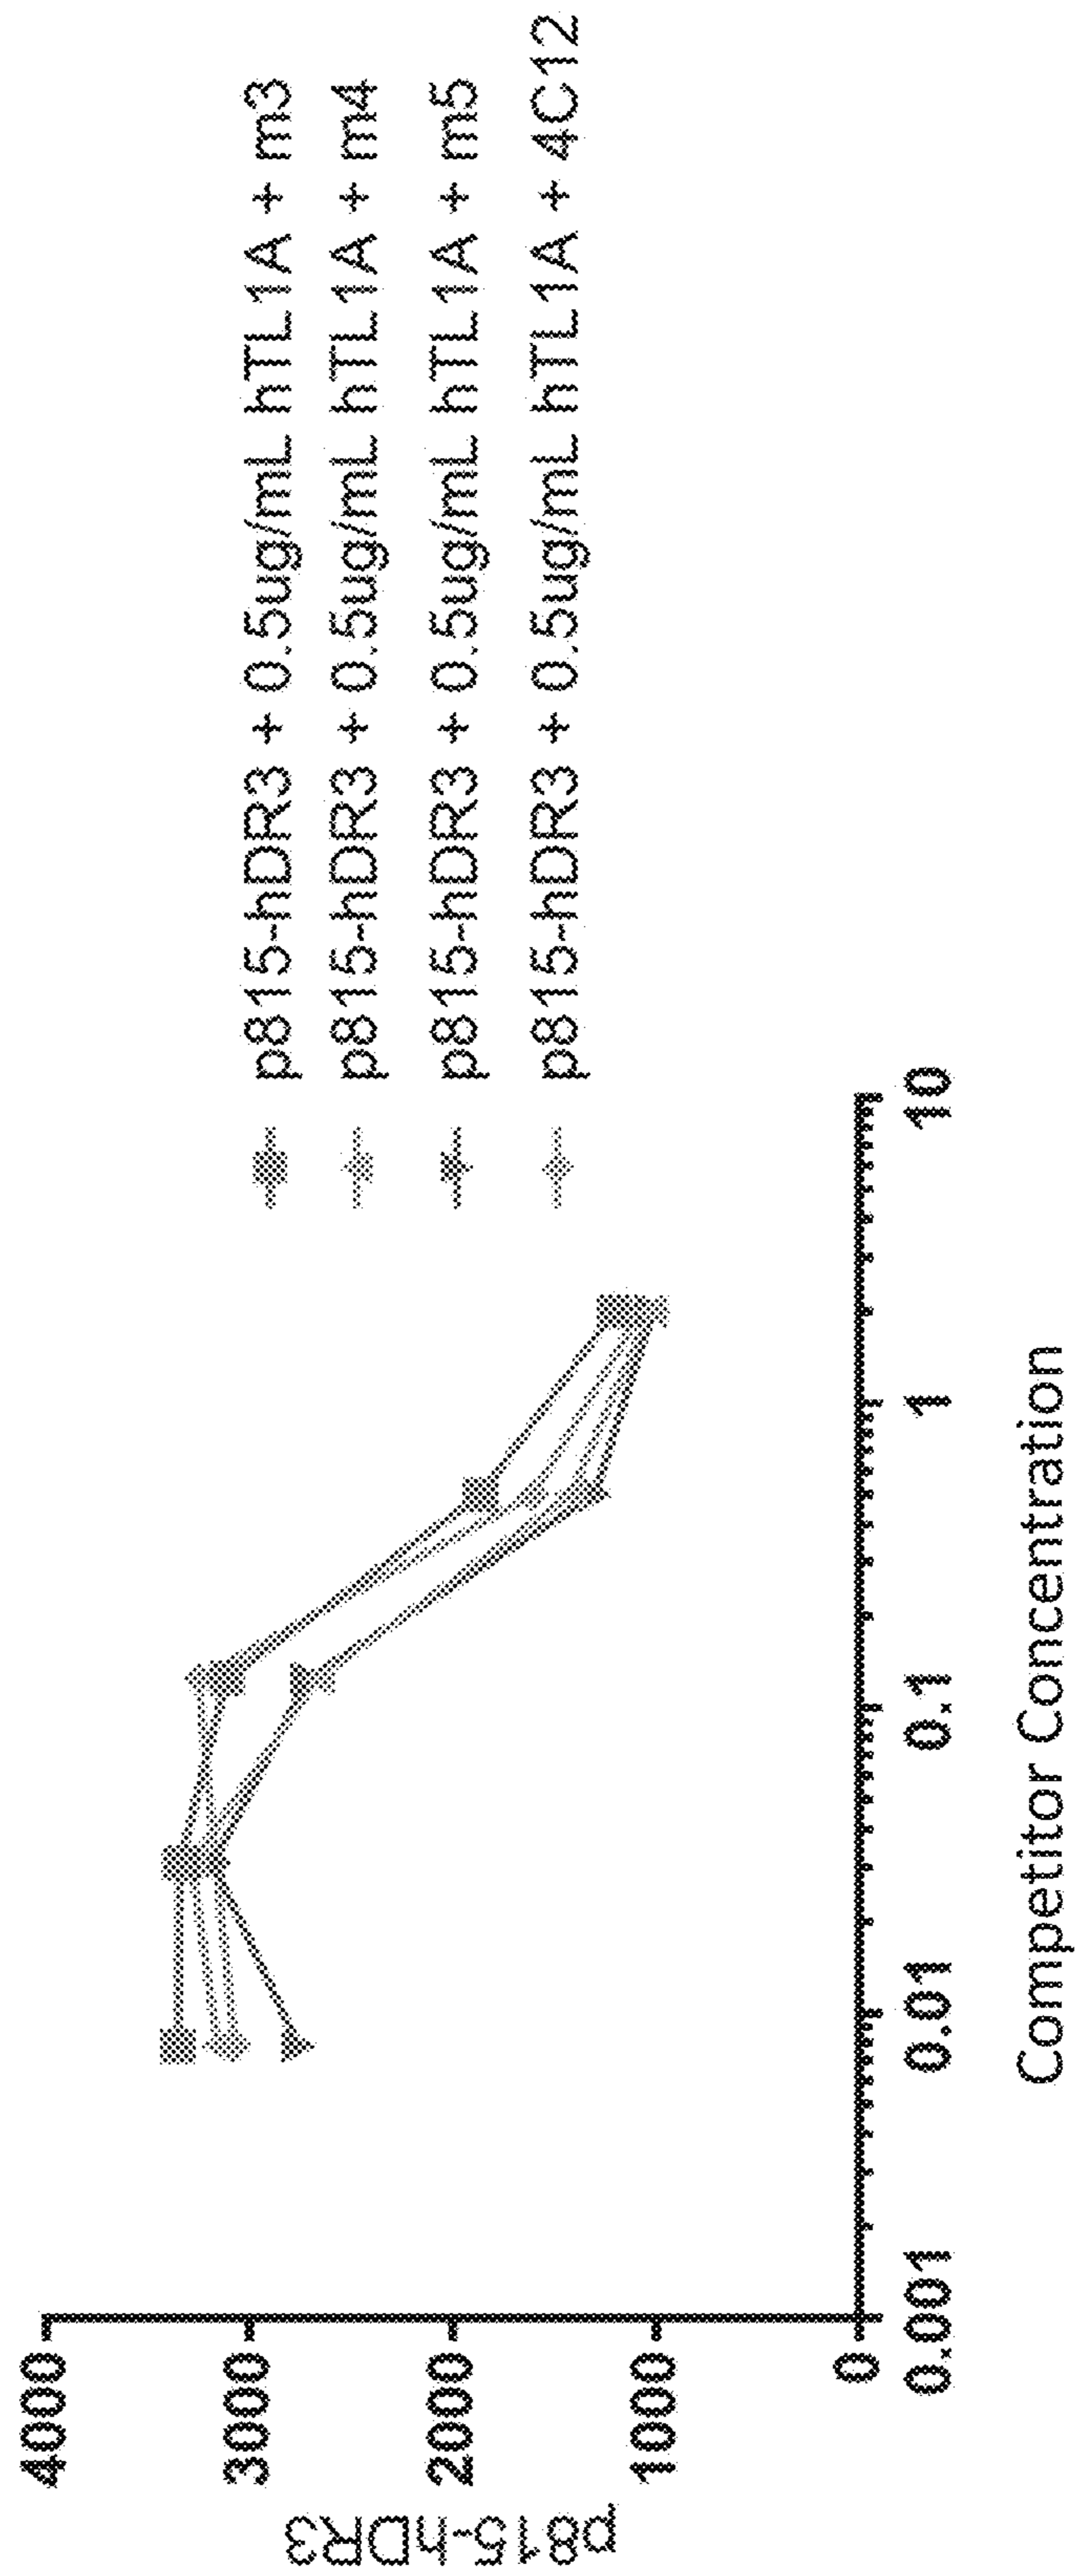 p815-hDR3
4000
3000
2000
1000
0
0.001
0.01
0.1
1
10
Competitor Concentration
p815-hDR3 + 0.5ug/mL hTL1A + m3
p815-hDR3 + 0.5ug/mL hTL1A + m4
p815-hDR3 + 0.5ug/mL hTL1A + m5
p815-hDR3 + 0.5ug/mL hTL1A + 4C12